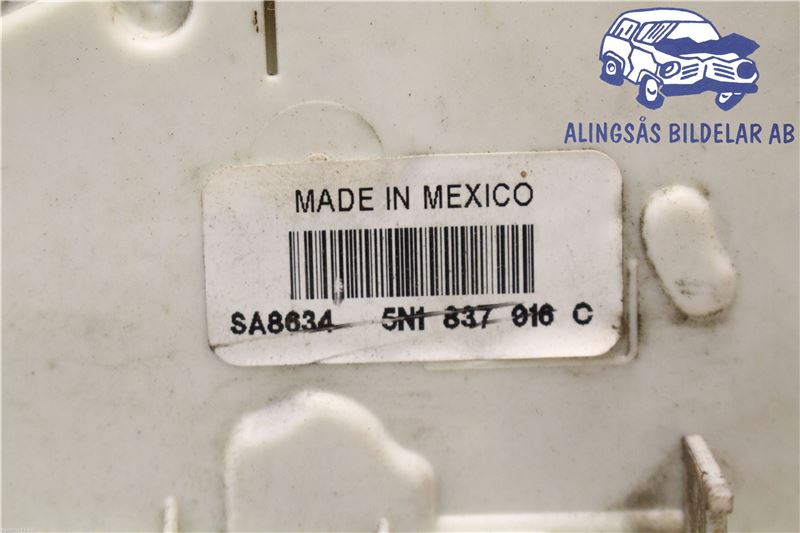 ALINGSÅS BILDELAR AB
MADE IN MEXICO
SA8634 5N1 837 016 C